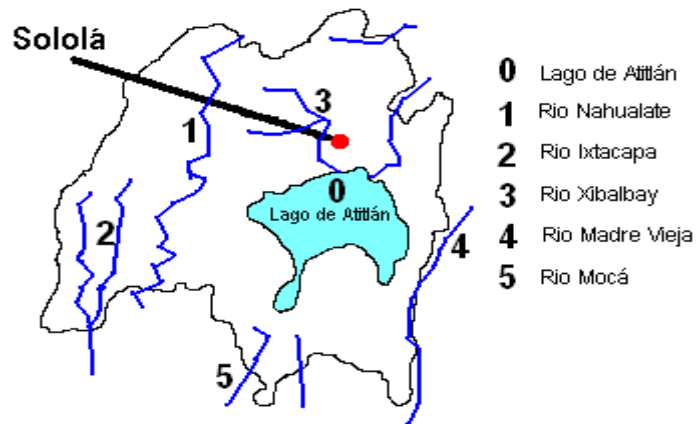 Sololá
3
1
0
Lago de Atitlán
2
4
5
0 Lago de Atitlán
1 Rio Nahualate
2 Rio Ixtacapa
3 Rio Xibalbay
4 Rio Madre Vieja
5 Rio Mocá